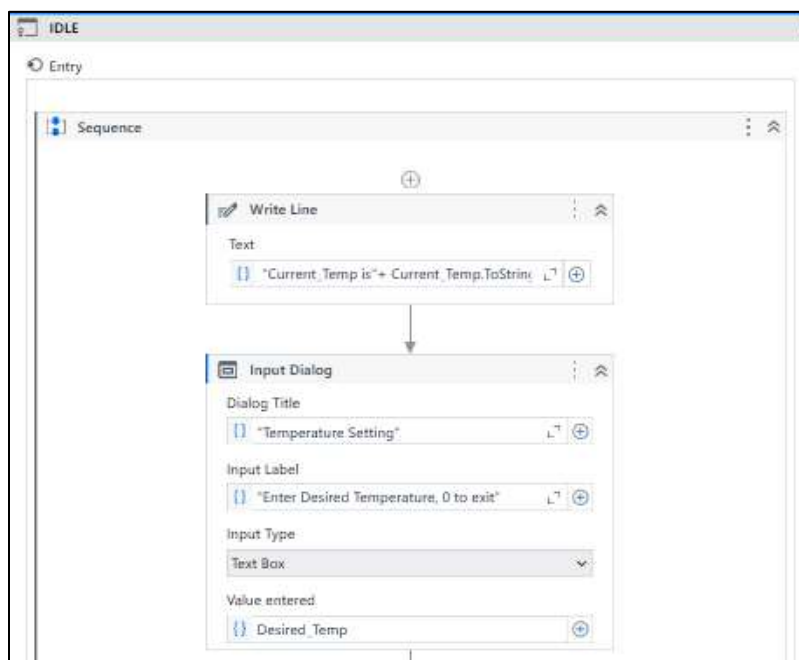 IDLE
Entry
Sequence
Write Line
Text
"Current_Temp is"+ Current_Temp.ToString
Input Dialog
Dialog Title
"Temperature Setting"
Input Label
"Enter Desired Temperature, 0 to exit"
Input Type
Text Box
Value entered
Desired_Temp